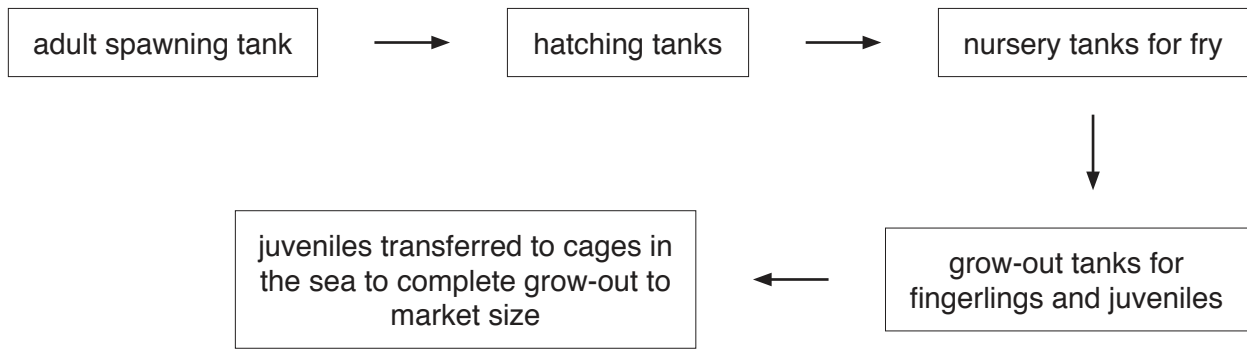 adult spawning tank
hatching tanks
nursery tanks for fry
grow-out tanks for
fingerlings and juveniles
juveniles transferred to cages in
the sea to complete grow-out to
market size